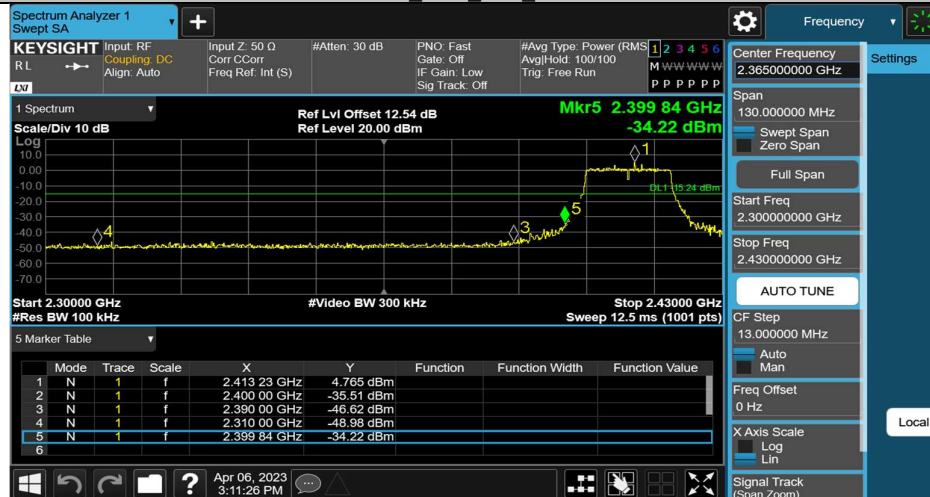 Spectrum Analyzer 1
Swept SA
+
Frequency
KEYSIGHT
RL
LXI
Input: RF
Coupling: DC
Align: Auto
Input Z: 50 Ω
Corr CCorr
Freq Ref: Int (S)
#Atten: 30 dB
PNO: Fast
Gate: Off
IF Gain: Low
Sig Track: Off
#Avg Type: Power (RMS
Avg|Hold: 100/100
Trig: Free Run
1 2 3 4 5 6
M W W W W W
P P P P P P
1 Spectrum
Scale/Div 10 dB
Ref Lvl Offset 12.54 dB
Ref Level 20.00 dBm
Mkr5 2.399 84 GHz
-34.22 dBm
Log
10.0
0.00
-10.0
-20.0
-30.0
-40.0
-50.0
-60.0
-70.0
1
DL1 -15.24 dBm
5
3
4
Start 2.30000 GHz
#Res BW 100 kHz
#Video BW 300 kHz
Stop 2.43000 GHz
Sweep 12.5 ms (1001 pts)
5 Marker Table
Mode Trace Scale X Y Function Function Width Function Value
1 N 1 f 2.413 23 GHz 4.765 dBm
2 N 1 f 2.400 00 GHz -35.51 dBm
3 N 1 f 2.390 00 GHz -46.62 dBm
4 N 1 f 2.310 00 GHz -48.98 dBm
5 N 1 f 2.399 84 GHz -34.22 dBm
6
?
Apr 06, 2023
3:11:26 PM
Center Frequency
2.365000000 GHz
Settings
Span
130.000000 MHz
Swept Span
Zero Span
Full Span
Start Freq
2.300000000 GHz
Stop Freq
2.430000000 GHz
AUTO TUNE
CF Step
13.000000 MHz
Auto
Man
Freq Offset
0 Hz
Local
X Axis Scale
Log
Lin
Signal Track
(Span Zoom)